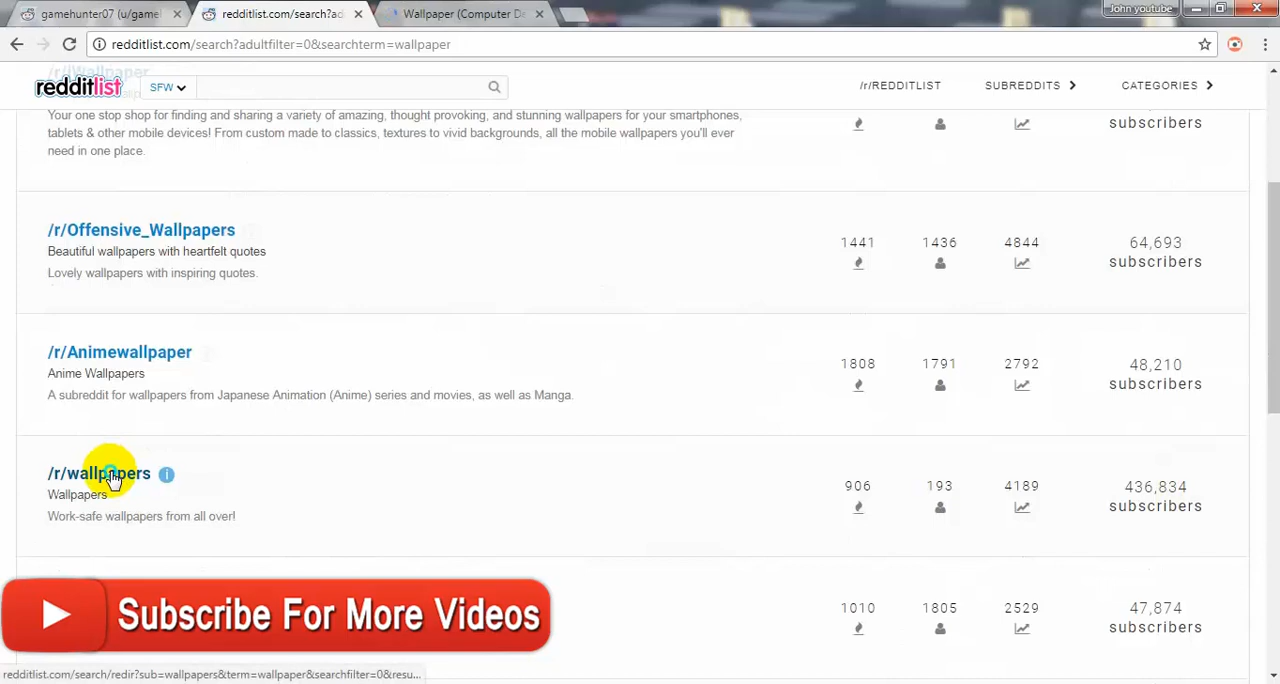 gamehunter07 (u/gamel
redditlist.com/search?ad
Wallpaper (Computer De
John youtube
redditlist.com/search?adultfilter=0&searchterm=wallpaper
redditlist
SFW
/r/REDDITLIST
SUBREDDITS
CATEGORIES
Your one stop shop for finding and sharing a variety of amazing, thought provoking, and stunning wallpapers for your smartphones,
tablets & other mobile devices! From custom made to classics, textures to vivid backgrounds, all the mobile wallpapers you'll ever
need in one place.
subscribers
/r/Offensive_Wallpapers
Beautiful wallpapers with heartfelt quotes
Lovely wallpapers with inspiring quotes.
1441 1436 4844 64,693
subscribers
/r/Animewallpaper
Anime Wallpapers
A subreddit for wallpapers from Japanese Animation (Anime) series and movies, as well as Manga.
1808 1791 2792 48,210
subscribers
/r/wallpapers
Wallpapers
Work-safe wallpapers from all over!
906 193 4189 436,834
subscribers
Subscribe For More Videos
1010 1805 2529 47,874
subscribers
redditlist.com/search/redir?sub=wallpapers&term=wallpaper&searchfilter=0&resu...